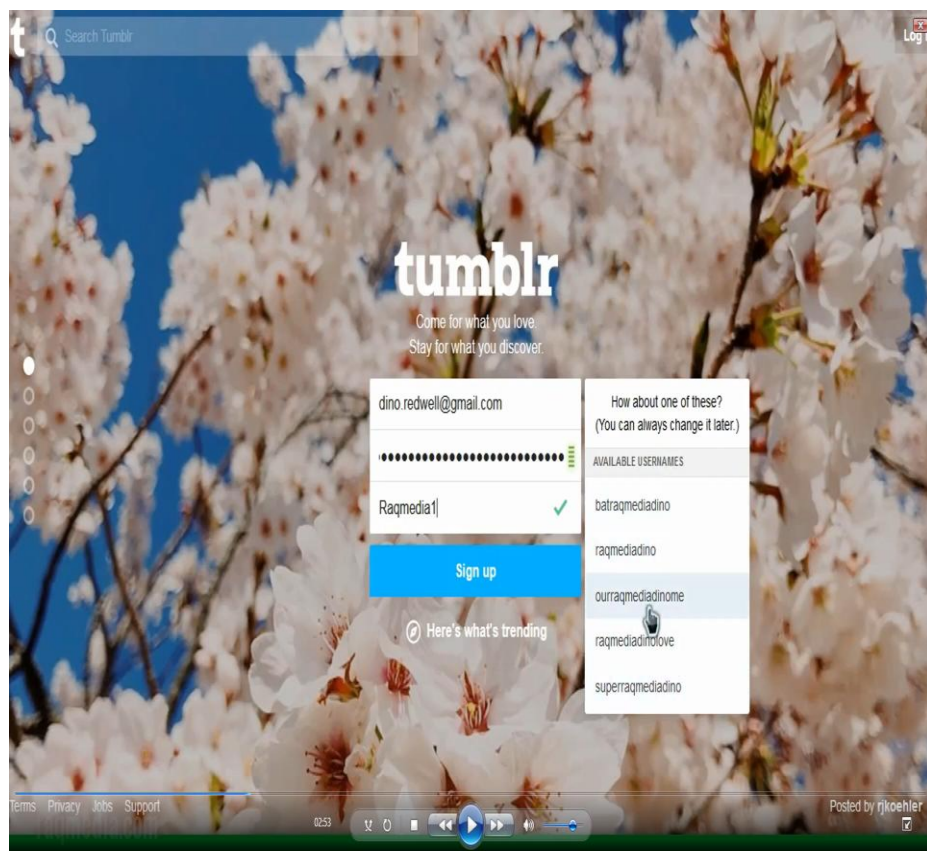 t
Search Tumblr
tumblr
Come for what you love.
Stay for what you discover.
dino.redwell@gmail.com
Raqmedia1
Sign up
Here's what's trending
How about one of these?
(You can always change it later.)
AVAILABLE USERNAMES
batraqmediadino
raqmediadino
ourraqmediadinome
raqmediadinolove
superraqmediadino
Terms Privacy Jobs Support
Posted by rjkoehler
02:53